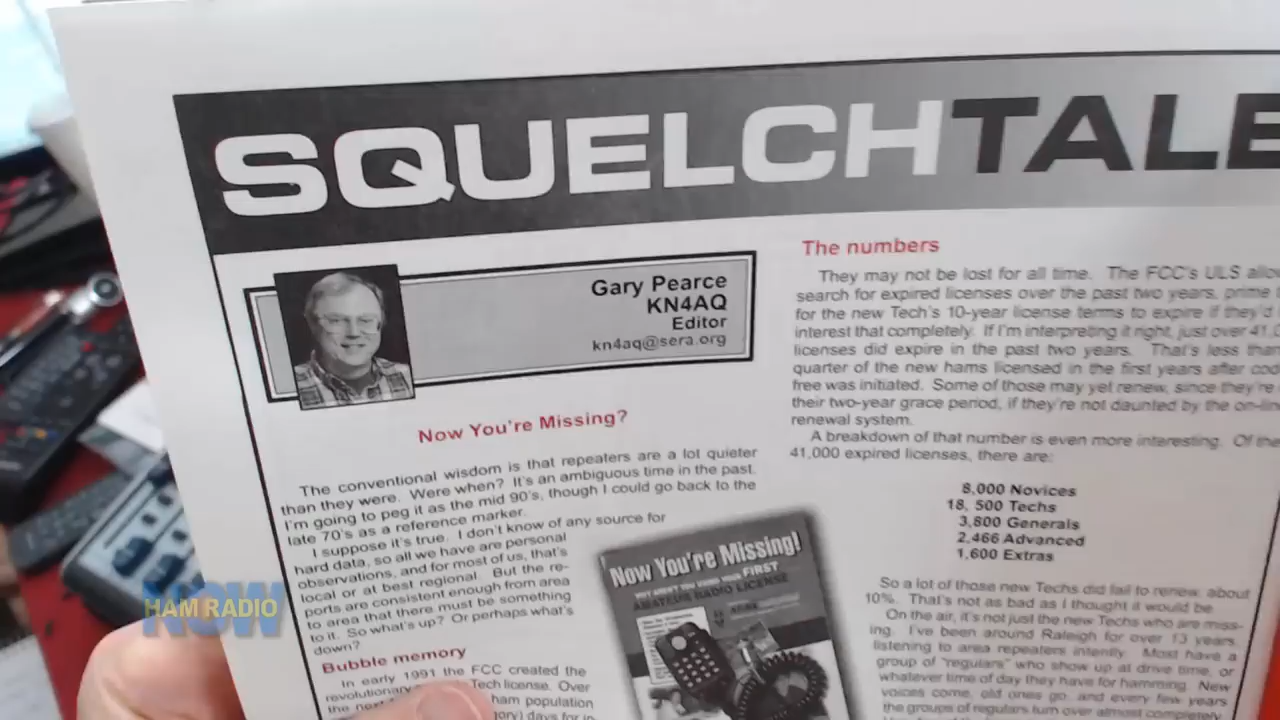 SQUELCHTALE
Gary Pearce
KN4AQ
Editor
kn4aq@sera.org
Now You're Missing?
The conventional wisdom is that repeaters are a lot quieter
than they were. Were when? It's an ambiguous time in the past.
I'm going to peg it as the mid 90's, though I could go back to the
late 70's as a reference marker.
I suppose it's true. I don't know of any source for
hard data, so all we have are personal
observations, and for most of us, that's
local or at best regional. But the re-
ports are consistent enough from area
to area that there must be something
to it. So what's up? Or perhaps what's
down?
Bubble memory
In early 1991 the FCC created the
revolutionary Tech license. Over
the next ham population
days for
Now You're Missing!
FIRST
AMATEUR RADIO LICENSE
The numbers
They may not be lost for all time. The FCC's ULS
search for expired licenses over the past two years, prime
for the new Tech's 10-year license terms to expire if they'd
interest that completely. If I'm interpreting it right, just over 41,
licenses did expire in the past two years. That's less than
quarter of the new hams licensed in the first years after
free was initiated. Some of those may yet renew, since they're
their two-year grace period, if they're not daunted by the
renewal system.
A breakdown of that number is even more interesting. Of the
41,000 expired licenses, there are:
8,000 Novices
18, 500 Techs
3,800 Generals
2,466 Advanced
1,600 Extras
So a lot of those new Techs did fail to renew, about
10%. That's not as bad as I thought it would be.
On the air, it's not just the new Techs who are miss-
ing. I've been around Raleigh for over 13 years,
listening to area repeaters intently. Most have a
group of "regulars" who show up at drive time, or
whatever time of day they have for hamming. New
voices come, old ones go, and every few years
the groups of regulars turn over almost
HAM RADIO
NOW